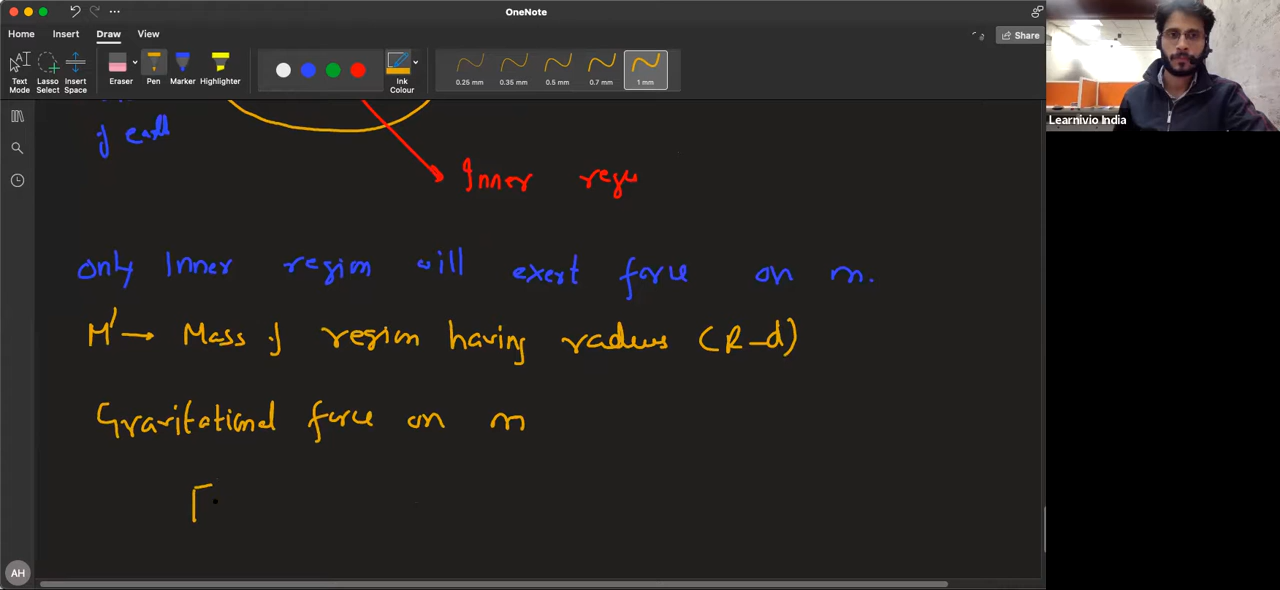 OneNote
Home Insert Draw View
Share
Text Mode Lasso Select Insert Space Eraser Pen Marker Highlighter Ink Colour 0.25 mm 0.35 mm 0.5 mm 0.7 mm 1 mm
Learnivio India
of earth
Inner regi
only Inner region will exert force on m.
M' → Mass of region having radius (R-d)
Gravitational force on m
AH